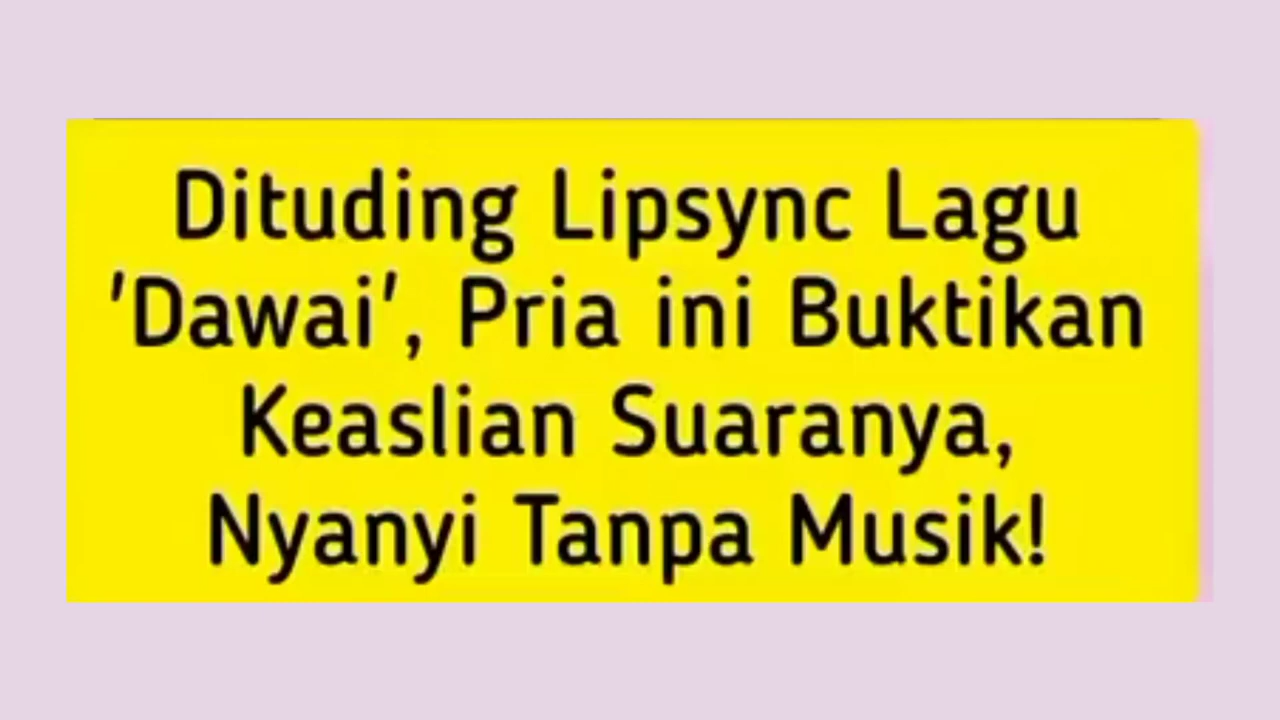 Dituding Lipsync Lagu
'Dawai', Pria ini Buktikan
Keaslian Suaranya,
Nyanyi Tanpa Musik!